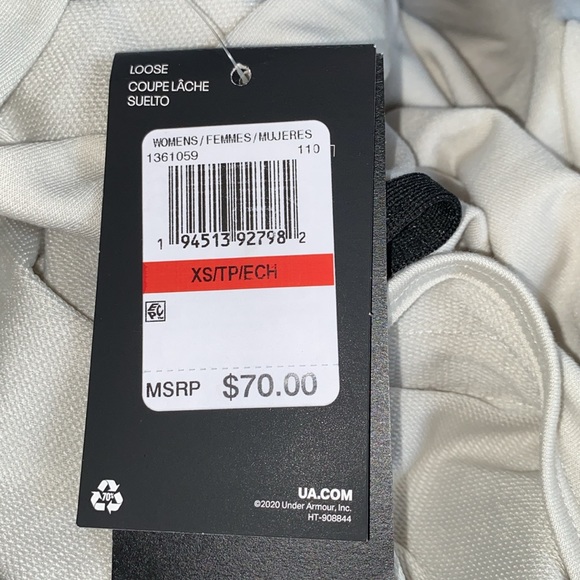 LOOSE
COUPE LÂCHE
SUELTO
WOMENS/FEMMES/MUJERES
1361059 110
1 94513 92798 2
XS/TP/ECH
MSRP $70.00
70%
UA.COM
©2020 Under Armour, Inc.
HT-908844